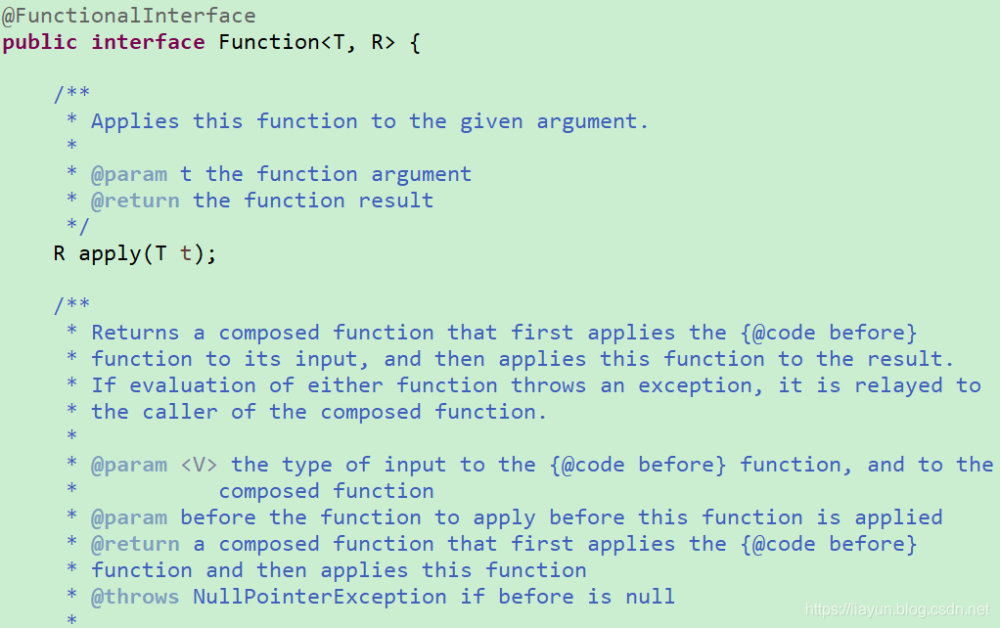 @FunctionalInterface
public interface Function<T, R> {
/**
* Applies this function to the given argument.
*
* @param t the function argument
* @return the function result
*/
R apply(T t);
/**
* Returns a composed function that first applies the {@code before}
* function to its input, and then applies this function to the result.
* If evaluation of either function throws an exception, it is relayed to
* the caller of the composed function.
*
* @param <V> the type of input to the {@code before} function, and to the
* composed function
* @param before the function to apply before this function is applied
* @return a composed function that first applies the {@code before}
* function and then applies this function
* @throws NullPointerException if before is null
*
https://liayun.blog.csdn.net